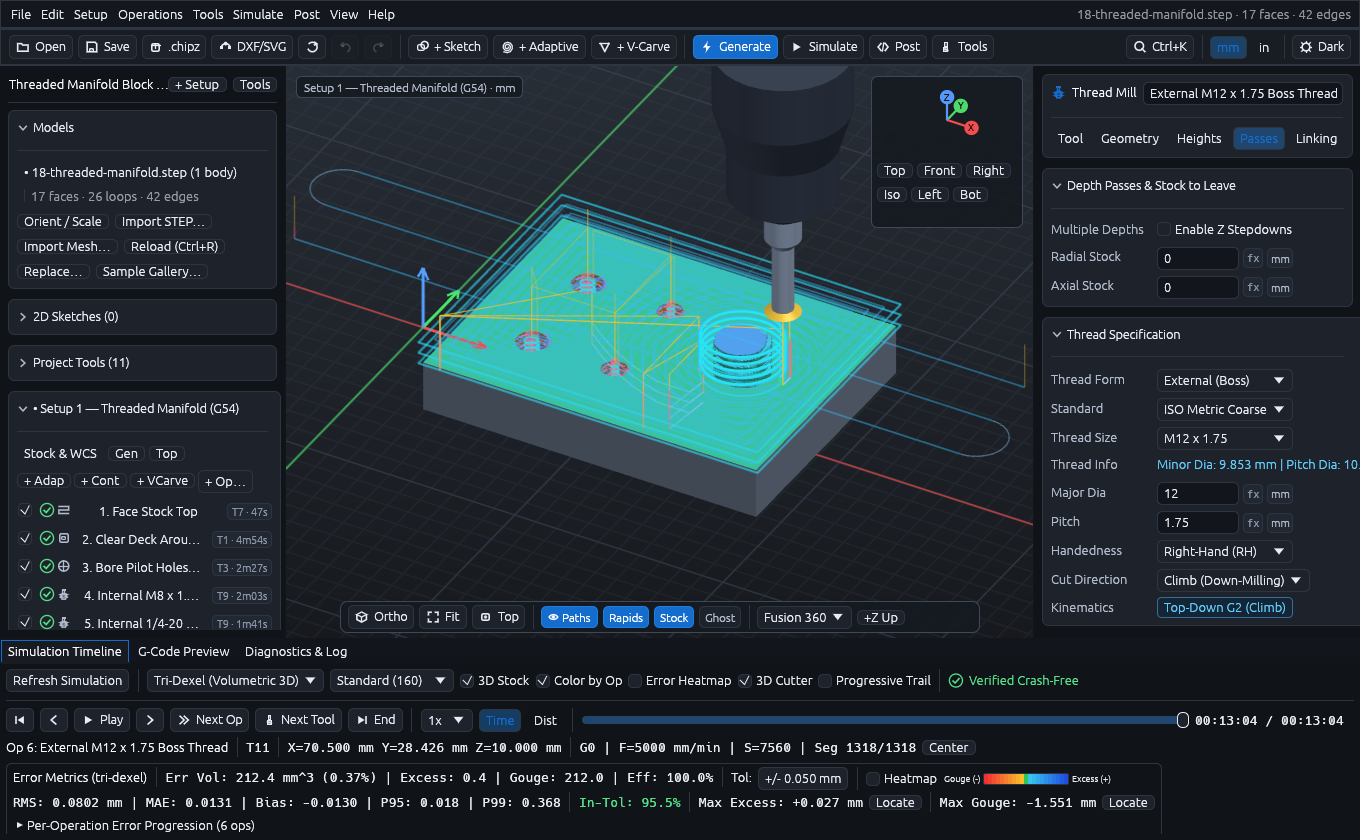 File Edit Setup Operations Tools Simulate Post View Help
18-threaded-manifold.step · 17 faces · 42 edges
Open Save .chipz DXF/SVG + Sketch + Adaptive + V-Carve Generate Simulate Post Tools Ctrl+K mm in Dark
Threaded Manifold Block ... + Setup Tools
Models
• 18-threaded-manifold.step (1 body)
17 faces · 26 loops · 42 edges
Orient / Scale Import STEP...
Import Mesh... Reload (Ctrl+R)
Replace... Sample Gallery...
2D Sketches (0)
Project Tools (11)
• Setup 1 — Threaded Manifold (G54)
Stock & WCS Gen Top
+ Adap + Cont + VCarve + Op...
1. Face Stock Top T7 · 47s
2. Clear Deck Arou... T1 · 4m54s
3. Bore Pilot Holes... T3 · 2m27s
4. Internal M8 x 1.... T9 · 2m03s
5. Internal 1/4-20 ... T9 · 1m41s
Setup 1 — Threaded Manifold (G54) · mm
Z Y X
Top Front Right
Iso Left Bot
Ortho Fit Top Paths Rapids Stock Ghost Fusion 360 +Z Up
Thread Mill External M12 x 1.75 Boss Thread
Tool Geometry Heights Passes Linking
Depth Passes & Stock to Leave
Multiple Depths Enable Z Stepdowns
Radial Stock 0 fx mm
Axial Stock 0 fx mm
Thread Specification
Thread Form External (Boss)
Standard ISO Metric Coarse
Thread Size M12 x 1.75
Thread Info Minor Dia: 9.853 mm | Pitch Dia: 10.
Major Dia 12 fx mm
Pitch 1.75 fx mm
Handedness Right-Hand (RH)
Cut Direction Climb (Down-Milling)
Kinematics Top-Down G2 (Climb)
Simulation Timeline G-Code Preview Diagnostics & Log
Refresh Simulation Tri-Dexel (Volumetric 3D) Standard (160) 3D Stock Color by Op Error Heatmap 3D Cutter Progressive Trail Verified Crash-Free
Play Next Op Next Tool End 1x Time Dist 00:13:04 / 00:13:04
Op 6: External M12 x 1.75 Boss Thread T11 X=70.500 mm Y=28.426 mm Z=10.000 mm G0 | F=5000 mm/min | S=7560 | Seg 1318/1318 Center
Error Metrics (tri-dexel) Err Vol: 212.4 mm^3 (0.37%) | Excess: 0.4 | Gouge: 212.0 | Eff: 100.0% Tol: +/- 0.050 mm Heatmap Gouge (-) Excess (+)
RMS: 0.0802 mm | MAE: 0.0131 | Bias: -0.0130 | P95: 0.018 | P99: 0.368 In-Tol: 95.5% Max Excess: +0.027 mm Locate Max Gouge: -1.551 mm Locate
Per-Operation Error Progression (6 ops)